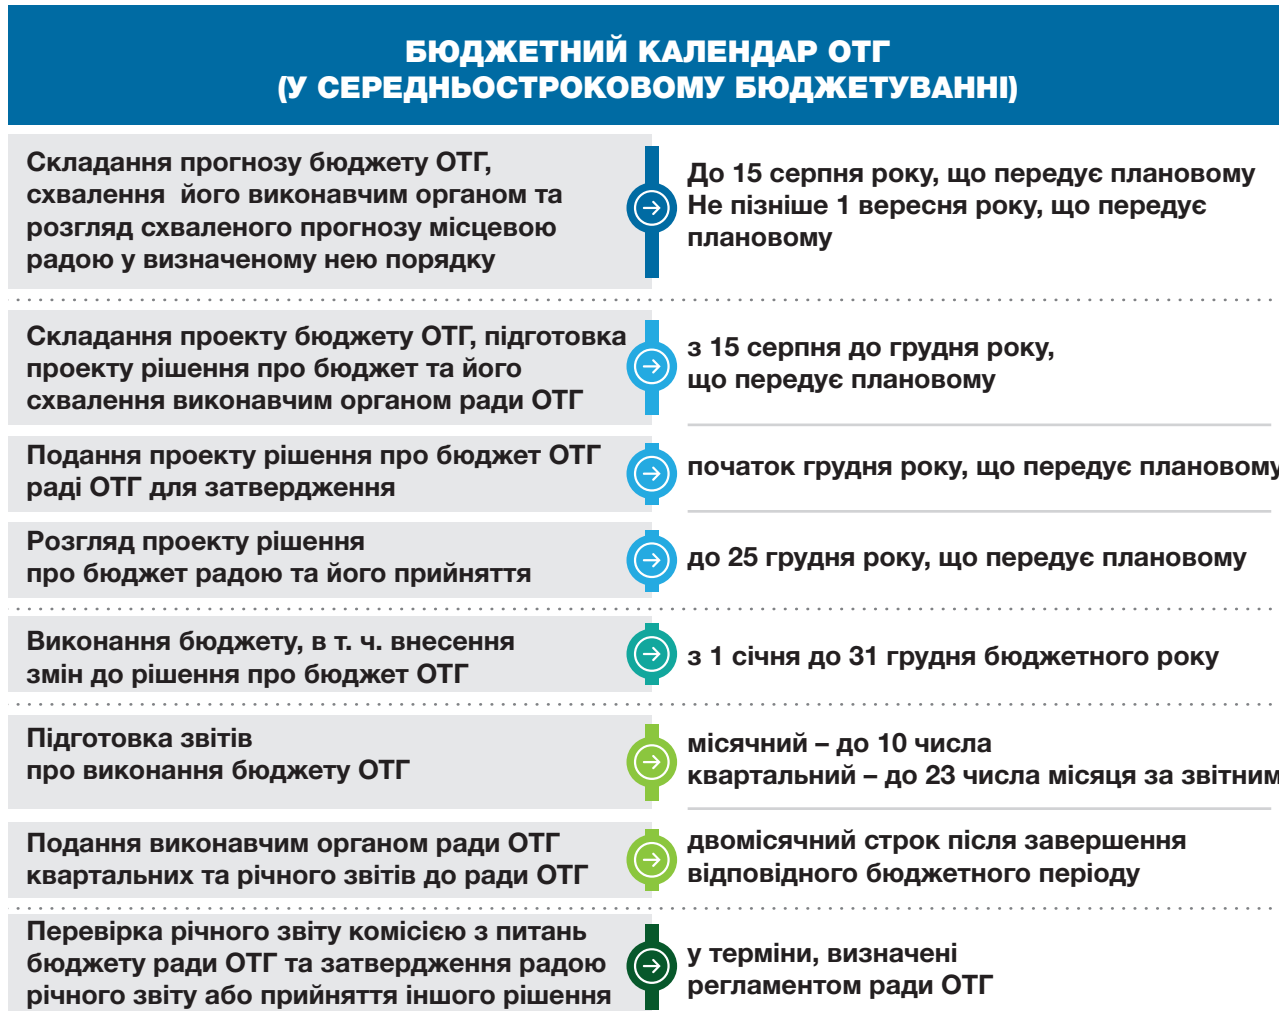 БЮДЖЕТНИЙ КАЛЕНДАР ОТГ
(У СЕРЕДНЬОСТРОКОВОМУ БЮДЖЕТУВАННІ)
Складання прогнозу бюджету ОТГ,
схвалення його виконавчим органом та
розгляд схваленого прогнозу місцевою
радою у визначеному нею порядку
До 15 серпня року, що передує плановому
Не пізніше 1 вересня року, що передує
плановому
Складання проекту бюджету ОТГ, підготовка
проекту рішення про бюджет та його
схвалення виконавчим органом ради ОТГ
з 15 серпня до грудня року,
що передує плановому
Подання проекту рішення про бюджет ОТГ
раді ОТГ для затвердження
початок грудня року, що передує плановому
Розгляд проекту рішення
про бюджет радою та його прийняття
до 25 грудня року, що передує плановому
Виконання бюджету, в т. ч. внесення
змін до рішення про бюджет ОТГ
з 1 січня до 31 грудня бюджетного року
Підготовка звітів
про виконання бюджету ОТГ
місячний – до 10 числа
квартальний – до 23 числа місяця за звітним
Подання виконавчим органом ради ОТГ
квартальних та річного звітів до ради ОТГ
двомісячний строк після завершення
відповідного бюджетного періоду
Перевірка річного звіту комісією з питань
бюджету ради ОТГ та затвердження радою
річного звіту або прийняття іншого рішення
у терміни, визначені
регламентом ради ОТГ